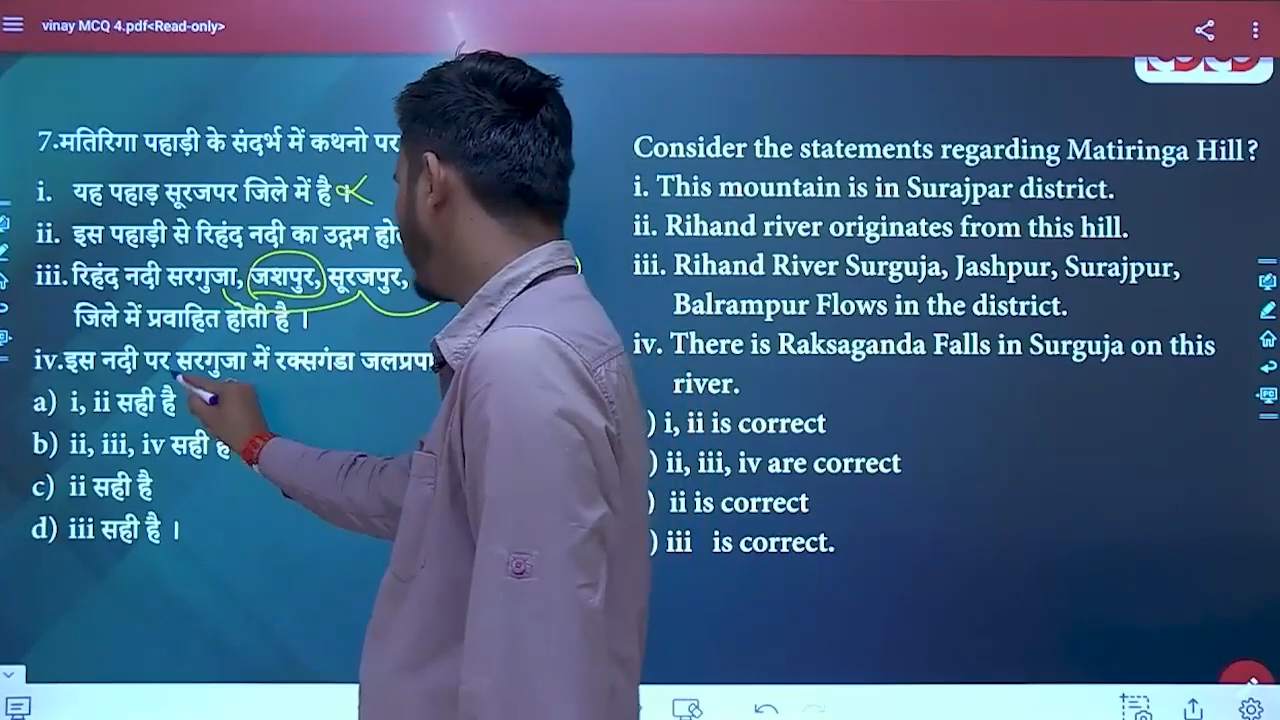 vinay MCQ 4.pdf<Read-only>
7.मतिरिगा पहाड़ी के संदर्भ में कथनो पर
i. यह पहाड़ सूरजपर जिले में है
ii. इस पहाड़ी से रिहंद नदी का उद्गम
iii. रिहंद नदी सरगुजा, जशपुर, सूरजपुर,
जिले में प्रवाहित होती है ।
iv. इस नदी पर सरगुजा में रक्सगंडा
a) i, ii सही है
b) ii, iii, iv सही
c) ii सही है
d) iii सही है ।
Consider the statements regarding Matiringa Hill?
i. This mountain is in Surajpar district.
ii. Rihand river originates from this hill.
iii. Rihand River Surguja, Jashpur, Surajpur,
Balrampur Flows in the district.
iv. There is Raksaganda Falls in Surguja on this
river.
) i, ii is correct
) ii, iii, iv are correct
) ii is correct
) iii is correct.